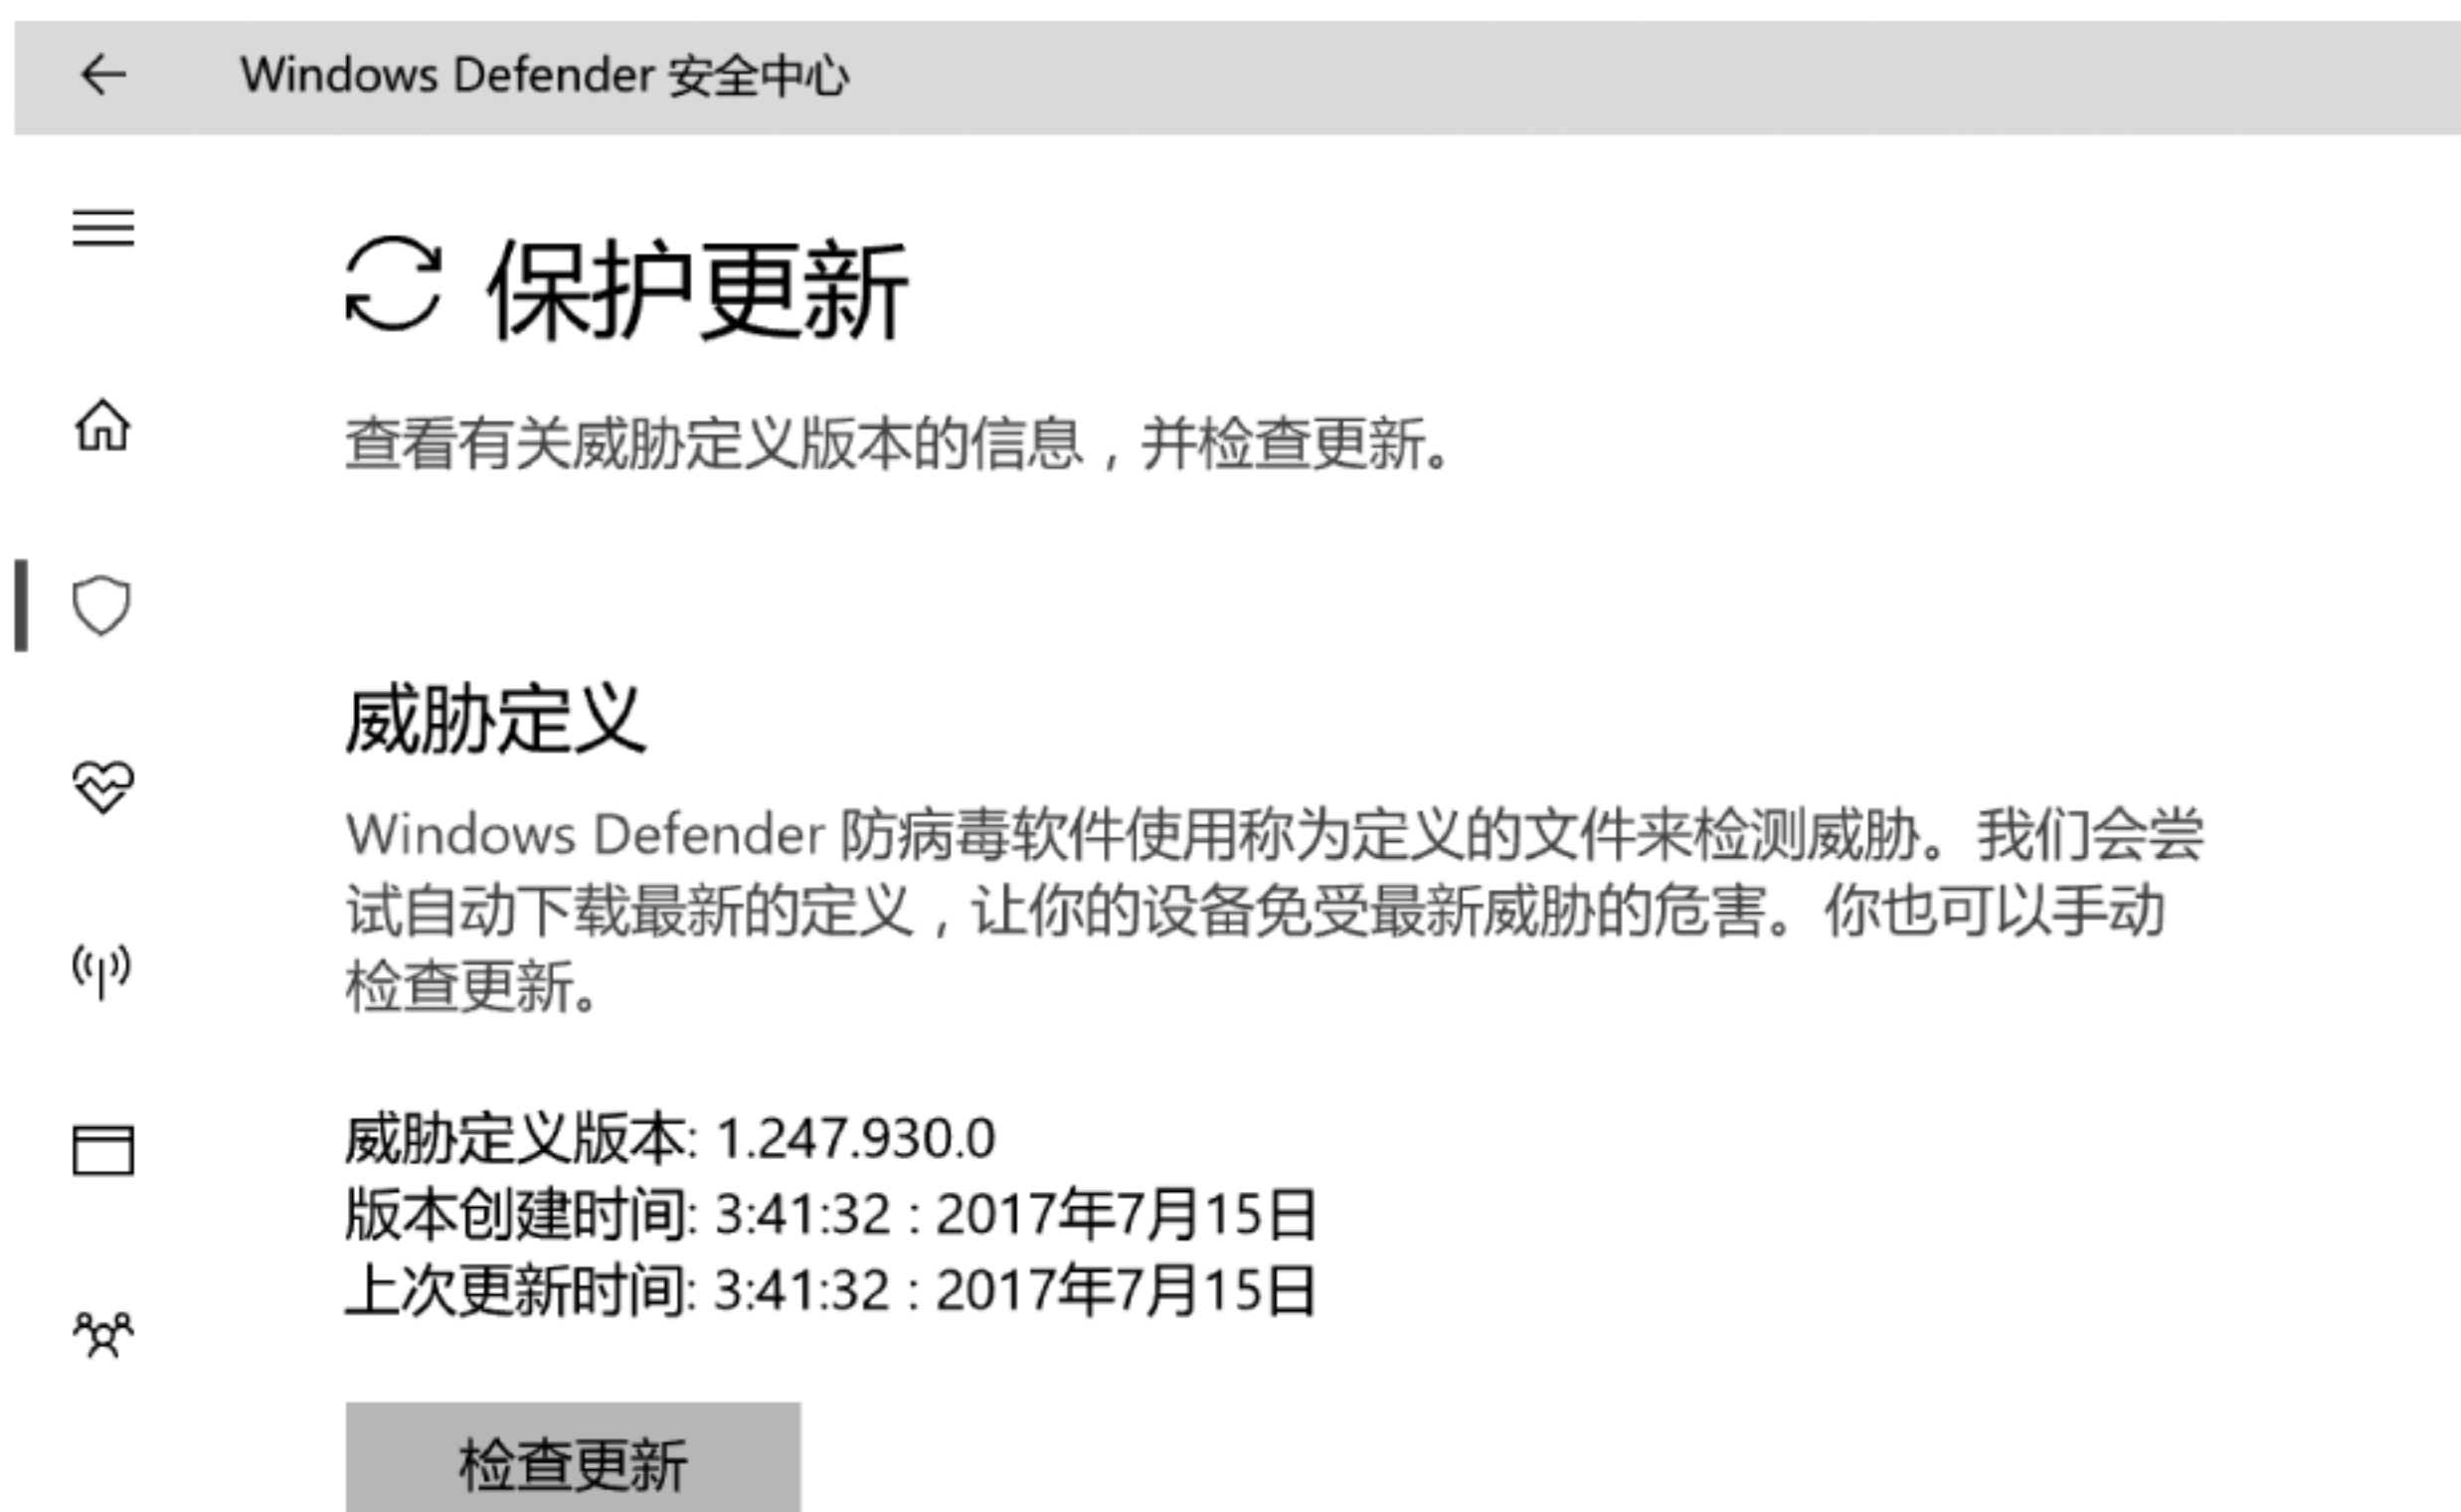 Windows Defender 安全中心
保护更新
查看有关威胁定义版本的信息，并检查更新。
威胁定义
Windows Defender 防病毒软件使用称为定义的文件来检测威胁。我们会尝
试自动下载最新的定义，让你的设备免受最新威胁的危害。你也可以手动
检查更新。
威胁定义版本: 1.247.930.0
版本创建时间: 3:41:32 : 2017年7月15日
上次更新时间: 3:41:32 : 2017年7月15日
检查更新